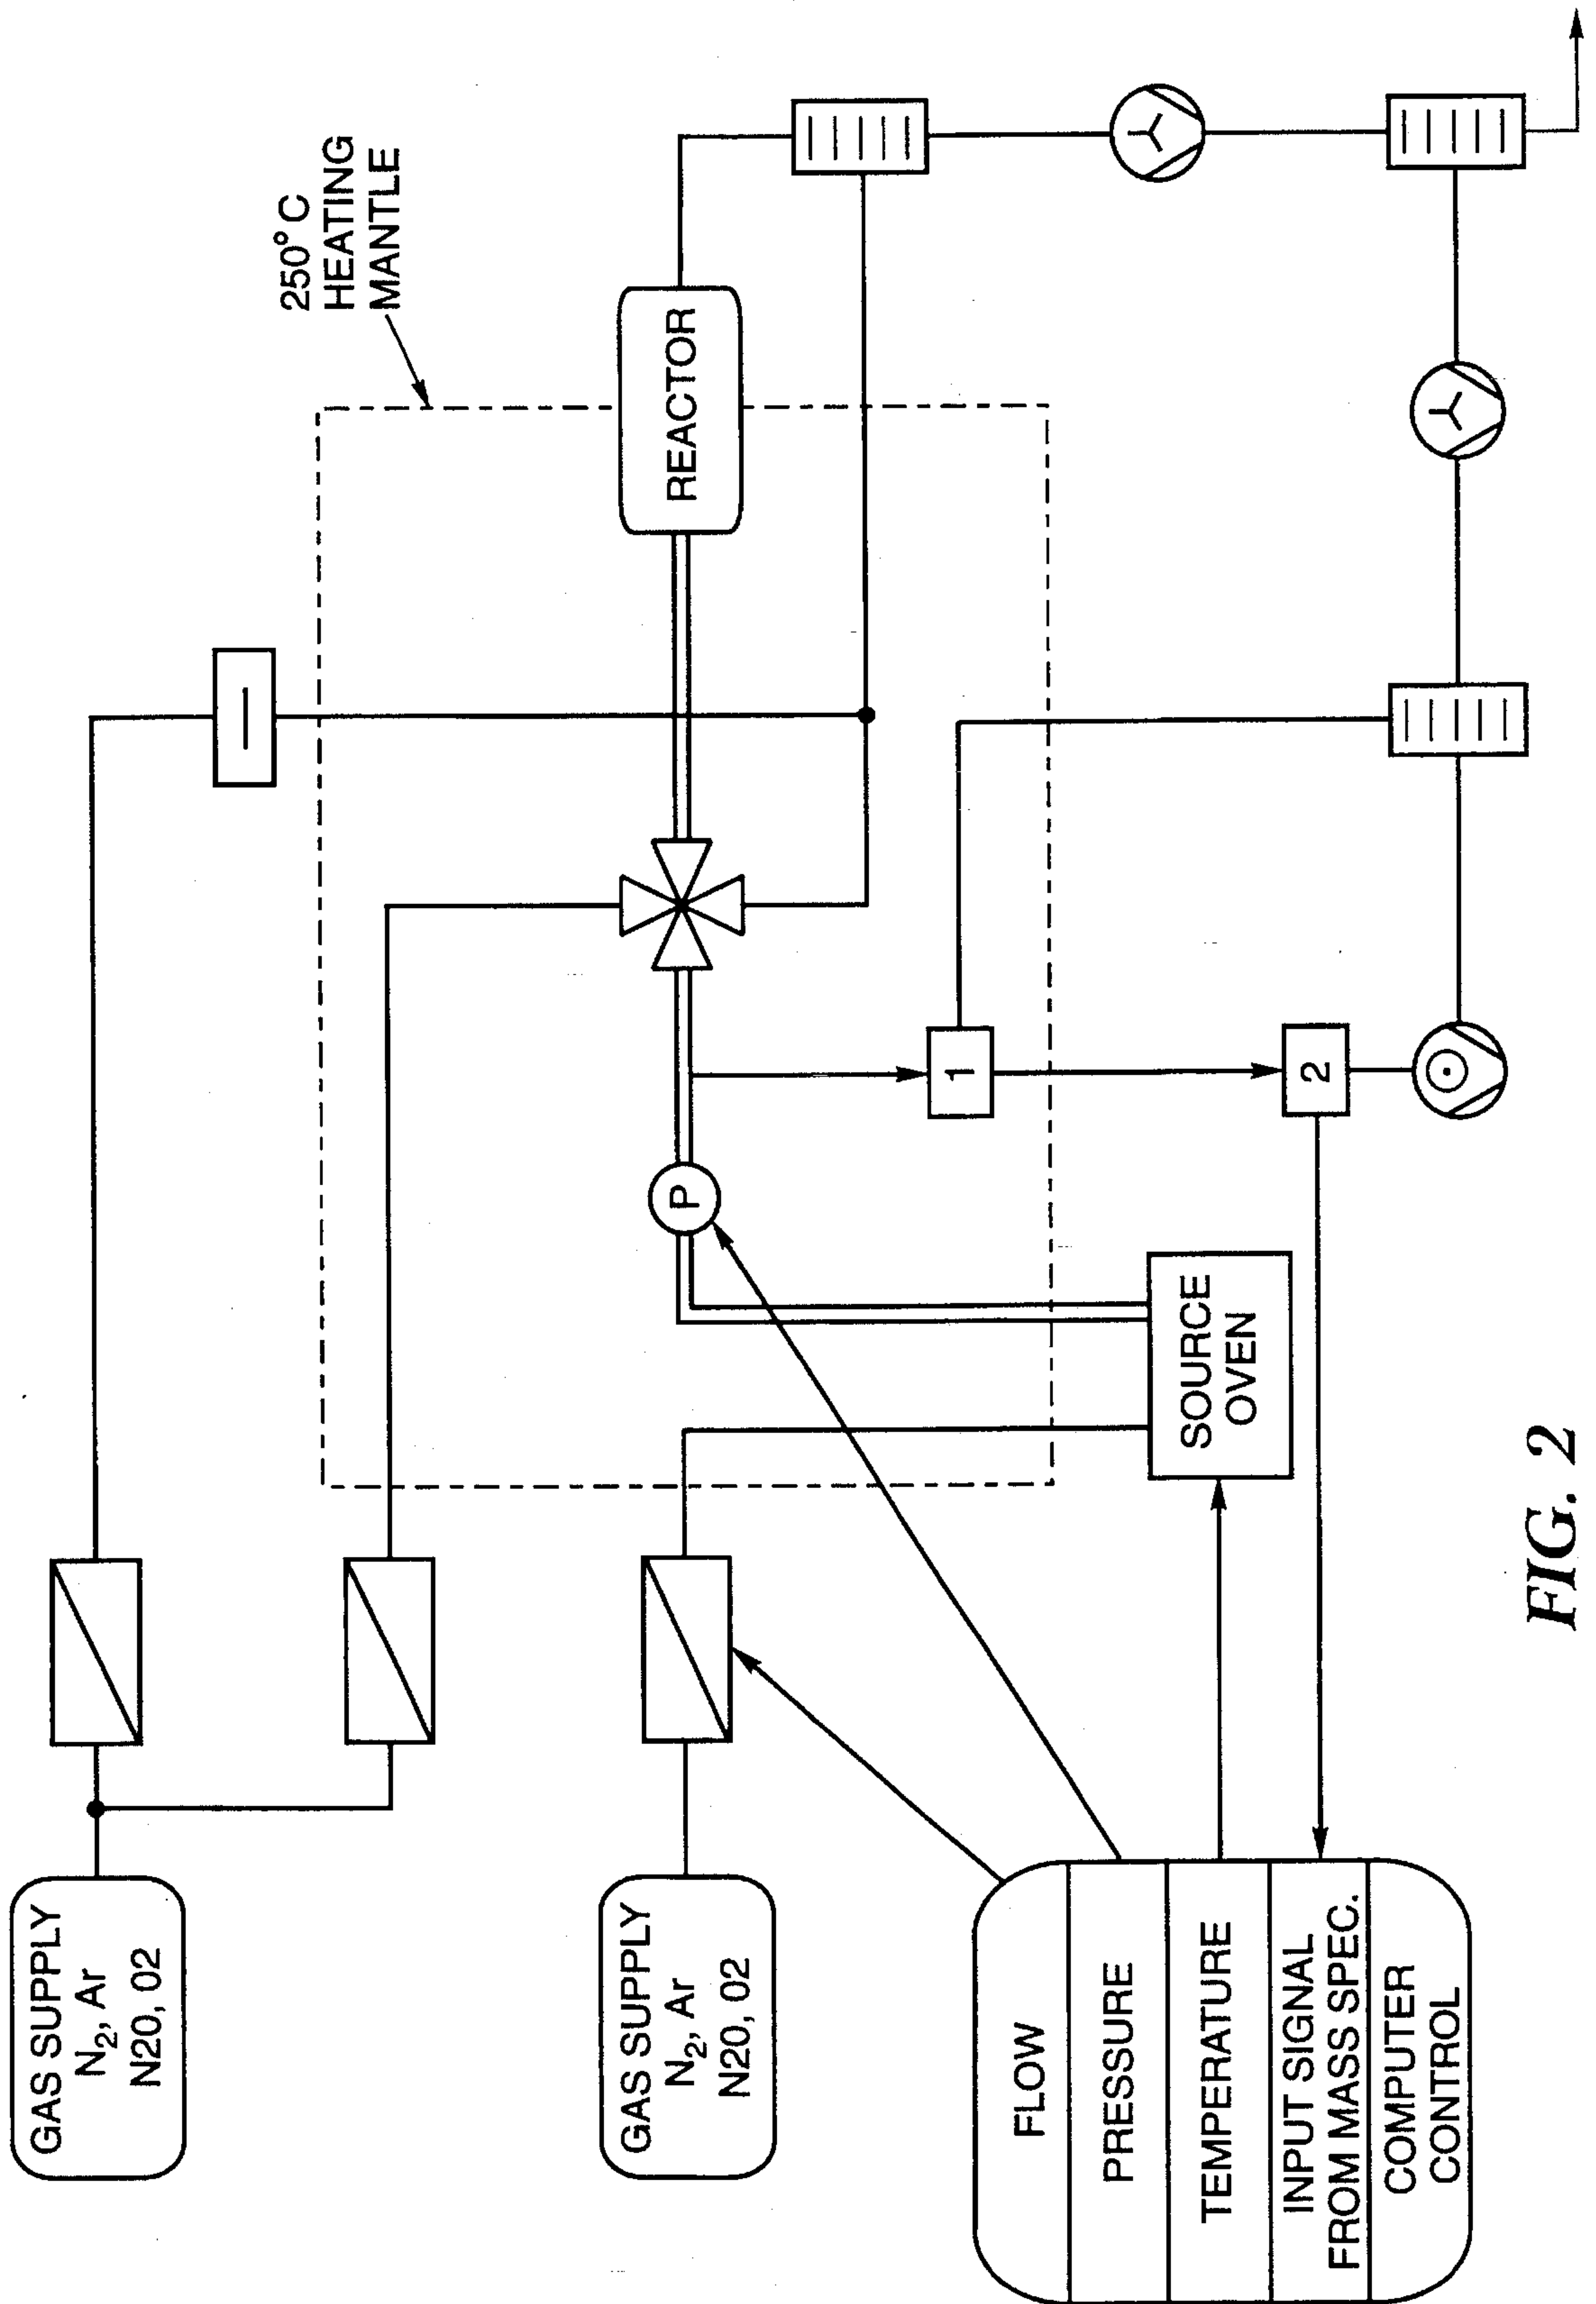 GAS SUPPLY
N₂, Ar
N20, 02
250° C
HEATING
MANTLE
GAS SUPPLY
N₂, Ar
N20, 02
P
REACTOR
1
2
SOURCE
OVEN
FLOW
PRESSURE
TEMPERATURE
INPUT SIGNAL
FROM MASS SPEC.
COMPUTER
CONTROL
FIG. 2